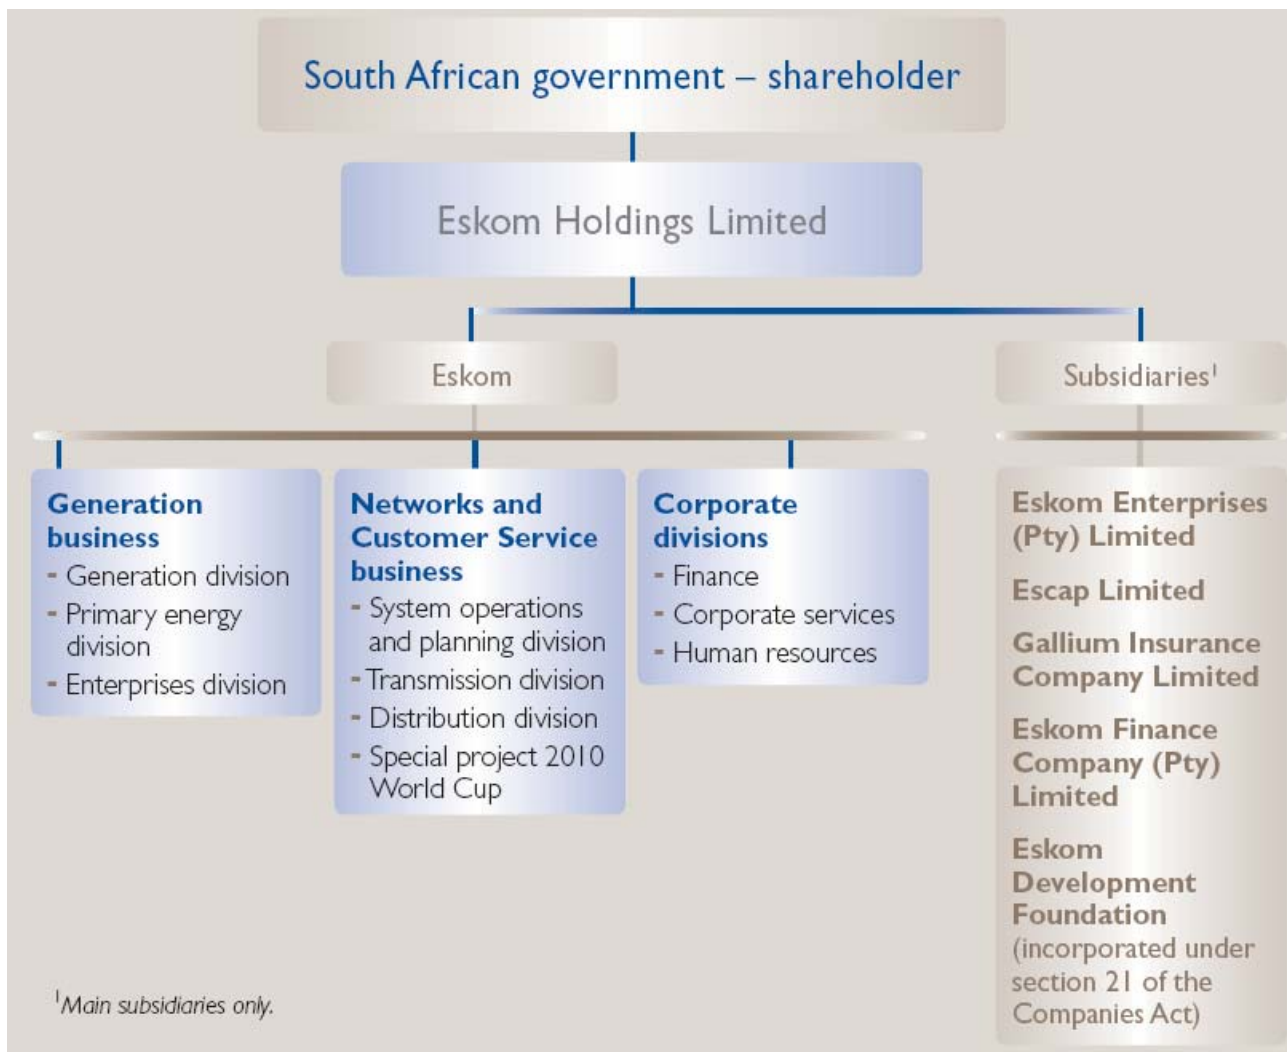 South African government – shareholder
Eskom Holdings Limited
Eskom
Subsidiaries¹
Generation
business
- Generation division
- Primary energy
division
- Enterprises division
Networks and
Customer Service
business
- System operations
and planning division
- Transmission division
- Distribution division
- Special project 2010
World Cup
Corporate
divisions
- Finance
- Corporate services
- Human resources
Eskom Enterprises
(Pty) Limited
Escap Limited
Gallium Insurance
Company Limited
Eskom Finance
Company (Pty)
Limited
Eskom
Development
Foundation
(incorporated under
section 21 of the
Companies Act)
¹Main subsidiaries only.